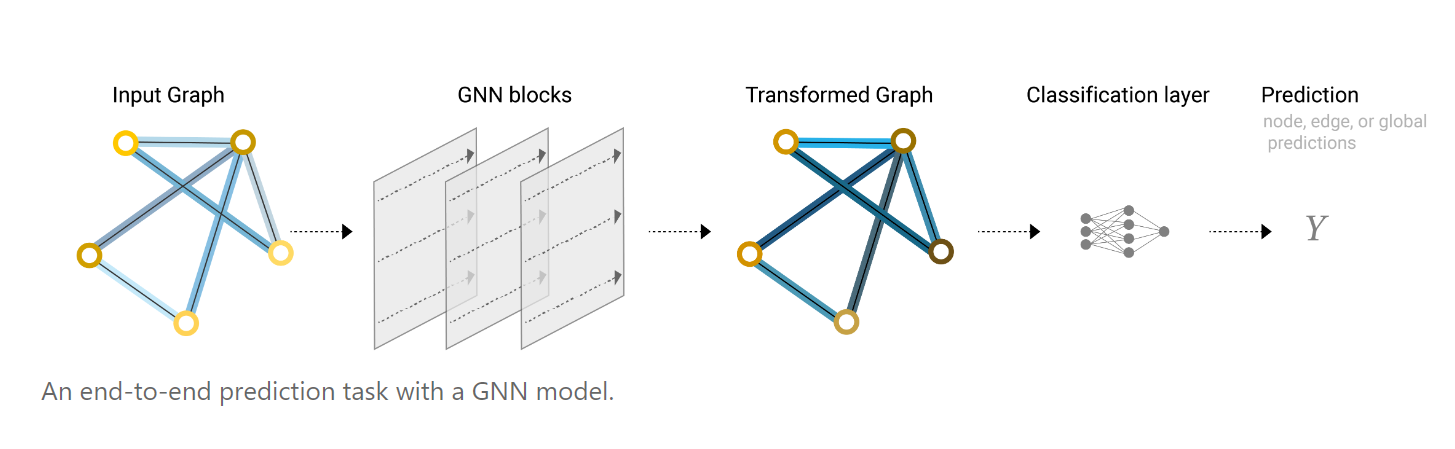 Input Graph
GNN blocks
Transformed Graph
Classification layer
Prediction
node, edge, or global
predictions
Y
An end-to-end prediction task with a GNN model.